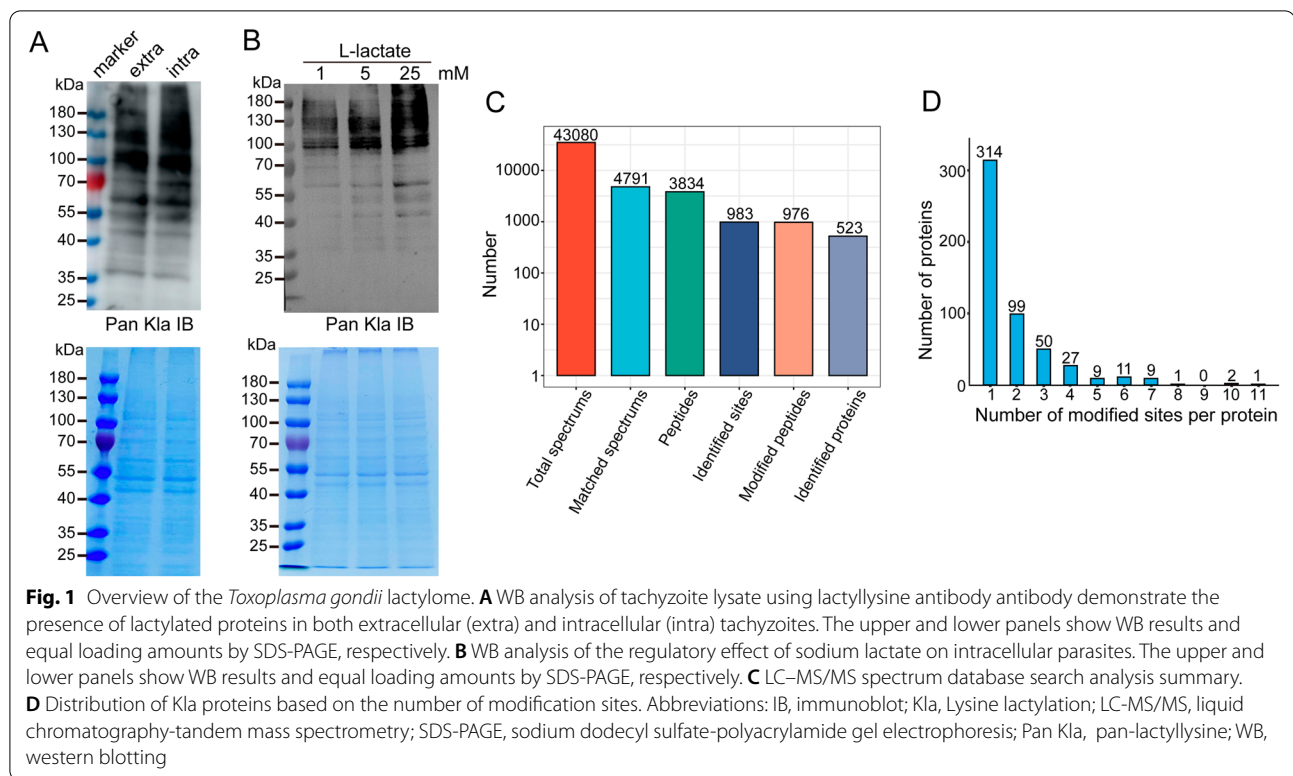 A
marker
extra
intra
kDa
180
130
100
70
55
40
35
25
Pan Kla IB
kDa
180
130
100
70
55
40
35
25
B
L-lactate
1 5 25 mM
kDa
180
130
100
70
55
40
35
25
Pan Kla IB
kDa
180
130
100
70
55
40
35
25
C
Number
10000
1000
100
10
1
43080
4791
3834
983
976
523
Total spectrums
Matched spectrums
Peptides
Identified sites
Modified peptides
Identified proteins
D
Number of proteins
300
200
100
0
314
99
50
27
9
11
9
1
0
2
1
1 2 3 4 5 6 7 8 9 10 11
Number of modified sites per protein
Fig. 1 Overview of the Toxoplasma gondii lactylome. A WB analysis of tachyzoite lysate using lactyllysine antibody antibody demonstrate the
presence of lactylated proteins in both extracellular (extra) and intracellular (intra) tachyzoites. The upper and lower panels show WB results and
equal loading amounts by SDS-PAGE, respectively. B WB analysis of the regulatory effect of sodium lactate on intracellular parasites. The upper and
lower panels show WB results and equal loading amounts by SDS-PAGE, respectively. C LC–MS/MS spectrum database search analysis summary.
D Distribution of Kla proteins based on the number of modification sites. Abbreviations: IB, immunoblot; Kla, Lysine lactylation; LC-MS/MS, liquid
chromatography-tandem mass spectrometry; SDS-PAGE, sodium dodecyl sulfate-polyacrylamide gel electrophoresis; Pan Kla, pan-lactyllysine; WB,
western blotting